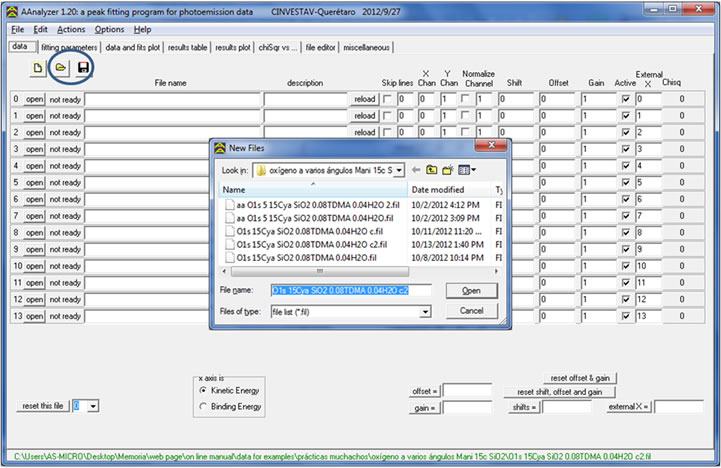 AAnalyzer 1.20: a peak fitting program for photoemission data CINVESTAV-Querétaro 2012/9/27
File Edit Actions Options Help
data fitting parameters data and fits plot results table results plot chiSq vs ... file editor miscellaneous
File name description Skip lines X Chan Y Chan Normalize Channel Shift Offset Gain Active External X Chisq
0 open not ready reload 0 0 1 1 0 0 1 0 0
1 open not ready reload 0 0 1 1 0 0 1 1 0
2 open not ready reload 0 0 1 1 0 0 1 2 0
3 open not ready 0 1 3 0
4 open not ready 0 1 4 0
5 open not ready 0 1 5 0
6 open not ready 0 1 6 0
7 open not ready 0 1 7 0
8 open not ready 0 1 8 0
9 open not ready 0 1 9 0
10 open not ready 0 1 10 0
11 open not ready 0 1 11 0
12 open not ready 0 1 12 0
13 open not ready 0 1 13 0
New Files
Look in: oxígeno a varios ángulos Mani 15c S
Name Date modified Ty
aa O1s 5 15Cya SiO2 0.08TDMA 0.04H2O 2.fil 10/2/2012 4:12 PM FI
aa O1s 5 15Cya SiO2 0.08TDMA 0.04H2O.fil 10/2/2012 3:09 PM FI
O1s 15Cya SiO2 0.08TDMA 0.04H2O c.fil 10/11/2012 11:20 ... FI
O1s 15Cya SiO2 0.08TDMA 0.04H2O c2.fil 10/13/2012 1:40 PM FI
O1s 15Cya SiO2 0.08TDMA 0.04H2O.fil 10/8/2012 10:14 PM FI
File name: O1s 15Cya SiO2 0.08TDMA 0.04H2O c2 Open
Files of type: file list (*.fil) Cancel
reset this file 0
x axis is
Kinetic Energy
Binding Energy
reset offset & gain
offset = reset shift, offset and gain
gain = shifts = external X =
C:\Users\AS-MICRO\Desktop\Memoria\web page\on line manual\data for examples\prácticas muchachos\oxígeno a varios ángulos Mani 15c SiO2\O1s 15Cya SiO2 0.08TDMA 0.04H2O c2.fil